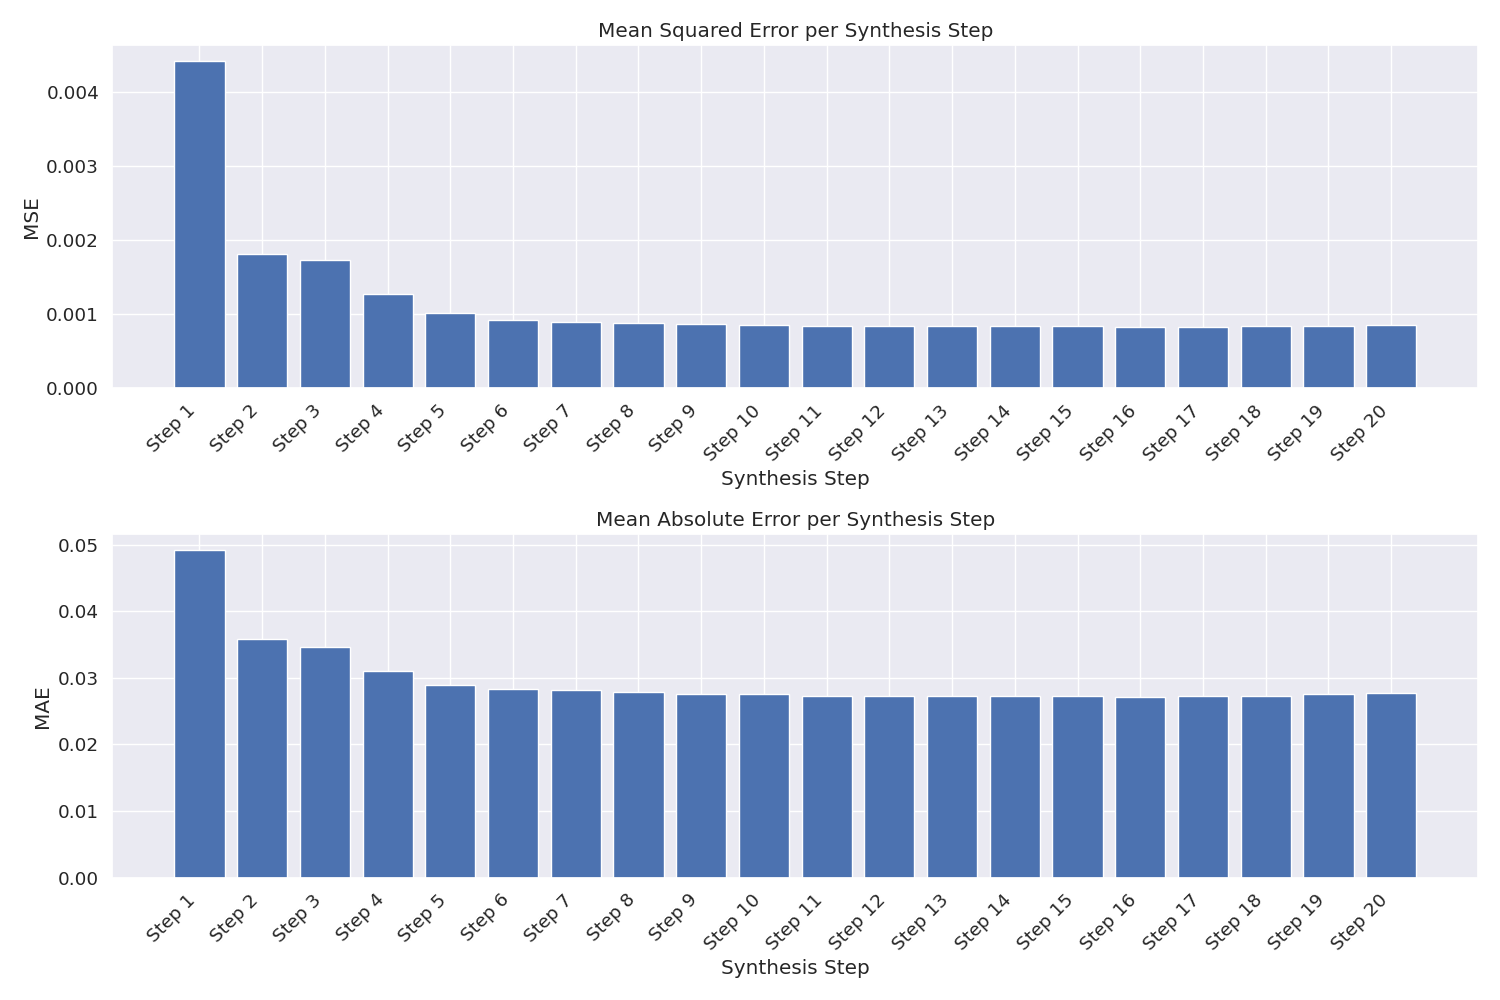 Mean Squared Error per Synthesis Step
MSE
0.004
0.003
0.002
0.001
0.000
Step 1
Step 2
Step 3
Step 4
Step 5
Step 6
Step 7
Step 8
Step 9
Step 10
Step 11
Step 12
Step 13
Step 14
Step 15
Step 16
Step 17
Step 18
Step 19
Step 20
Synthesis Step
Mean Absolute Error per Synthesis Step
MAE
0.05
0.04
0.03
0.02
0.01
0.00
Step 1
Step 2
Step 3
Step 4
Step 5
Step 6
Step 7
Step 8
Step 9
Step 10
Step 11
Step 12
Step 13
Step 14
Step 15
Step 16
Step 17
Step 18
Step 19
Step 20
Synthesis Step